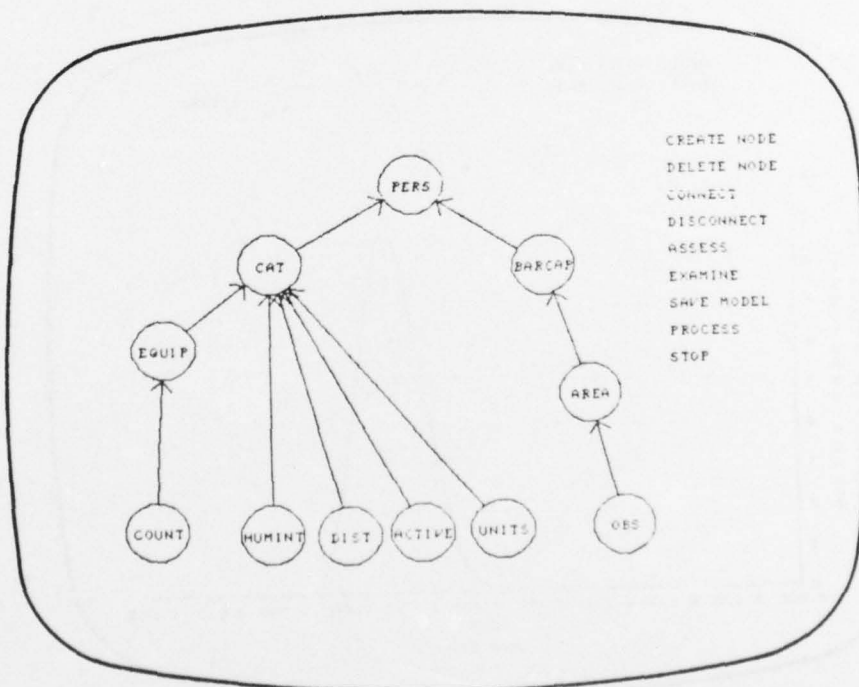 CREATE NODE
DELETE NODE
CONNECT
DISCONNECT
ASSESS
EXAMINE
SAVE MODEL
PROCESS
STOP
PERS
CAT
BARCAP
EQUIP
AREA
COUNT
HUMINT
DIST
ACTIVE
UNITS
OBS